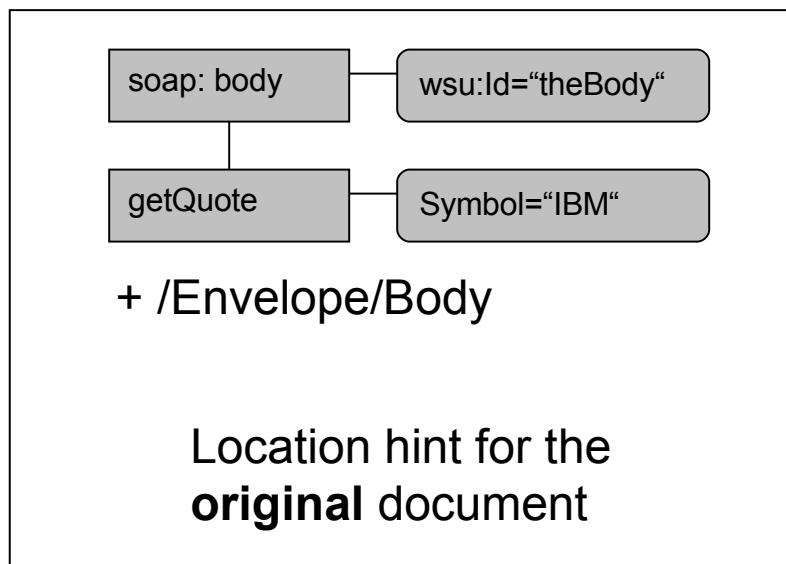 soap: body
wsu:Id=“theBody“
getQuote
Symbol=“IBM“
+ /Envelope/Body
Location hint for the
original document